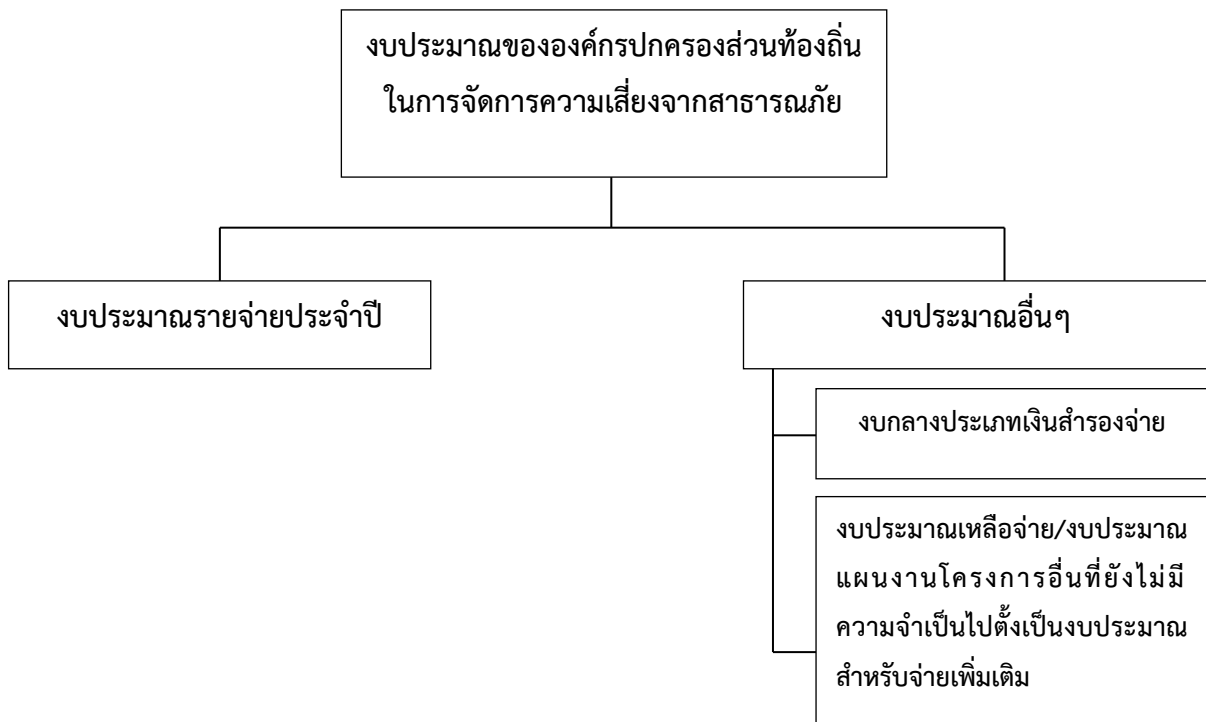 งบประมาณขององค์กรปกครองส่วนท้องถิ่น
ในการจัดการความเสี่ยงจากสาธารณภัย
งบประมาณรายจ่ายประจำปี
งบประมาณอื่นๆ
งบกลางประเภทเงินสำรองจ่าย
งบประมาณเหลือจ่าย/งบประมาณ
แผนงานโครงการอื่นที่ยังไม่มี
ความจำเป็นไปตั้งเป็นงบประมาณ
สำหรับจ่ายเพิ่มเติม